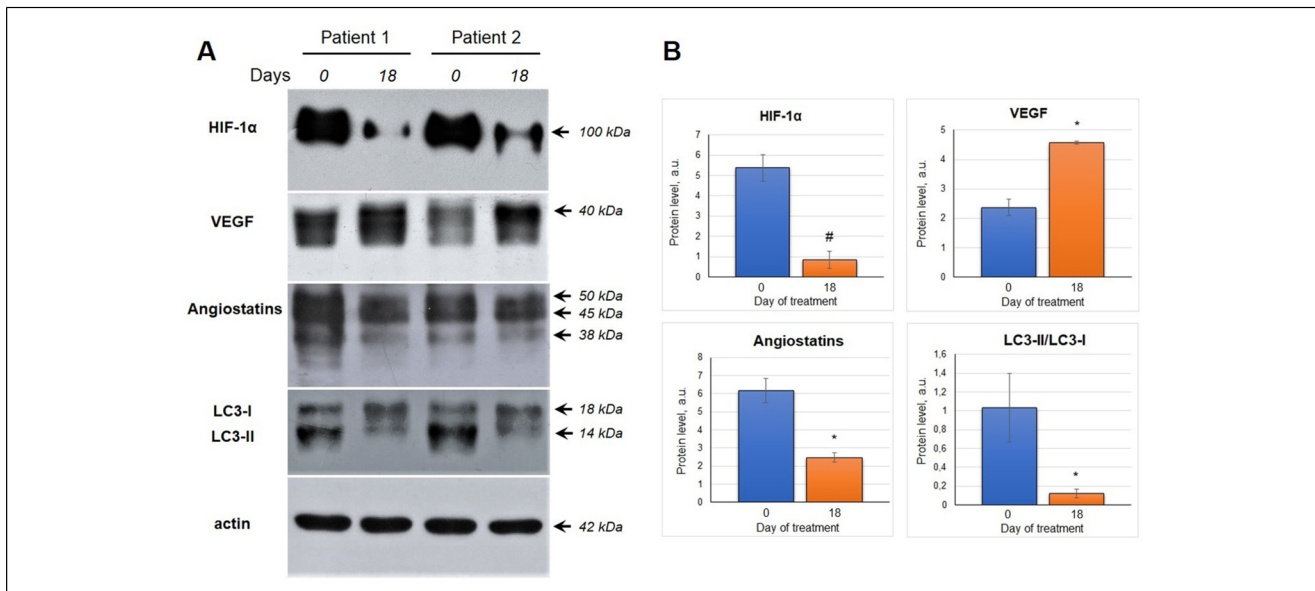 A
Patient 1 Patient 2
Days 0 18 0 18
HIF-1α 100 kDa
VEGF 40 kDa
Angiostatins 50 kDa
45 kDa
38 kDa
LC3-I 18 kDa
LC3-II 14 kDa
actin 42 kDa
B
HIF-1α
Protein level, a.u.
7
6
5
4
3
2
1
0
#
0 18
Day of treatment
VEGF
Protein level, a.u.
5
4
3
2
1
0
*
0 18
Day of treatment
Angiostatins
Protein level, a.u.
8
7
6
5
4
3
2
1
0
*
0 18
Day of treatment
LC3-II/LC3-I
Protein level, a.u.
1,6
1,4
1,2
1
0,8
0,6
0,4
0,2
0
*
0 18
Day of treatment